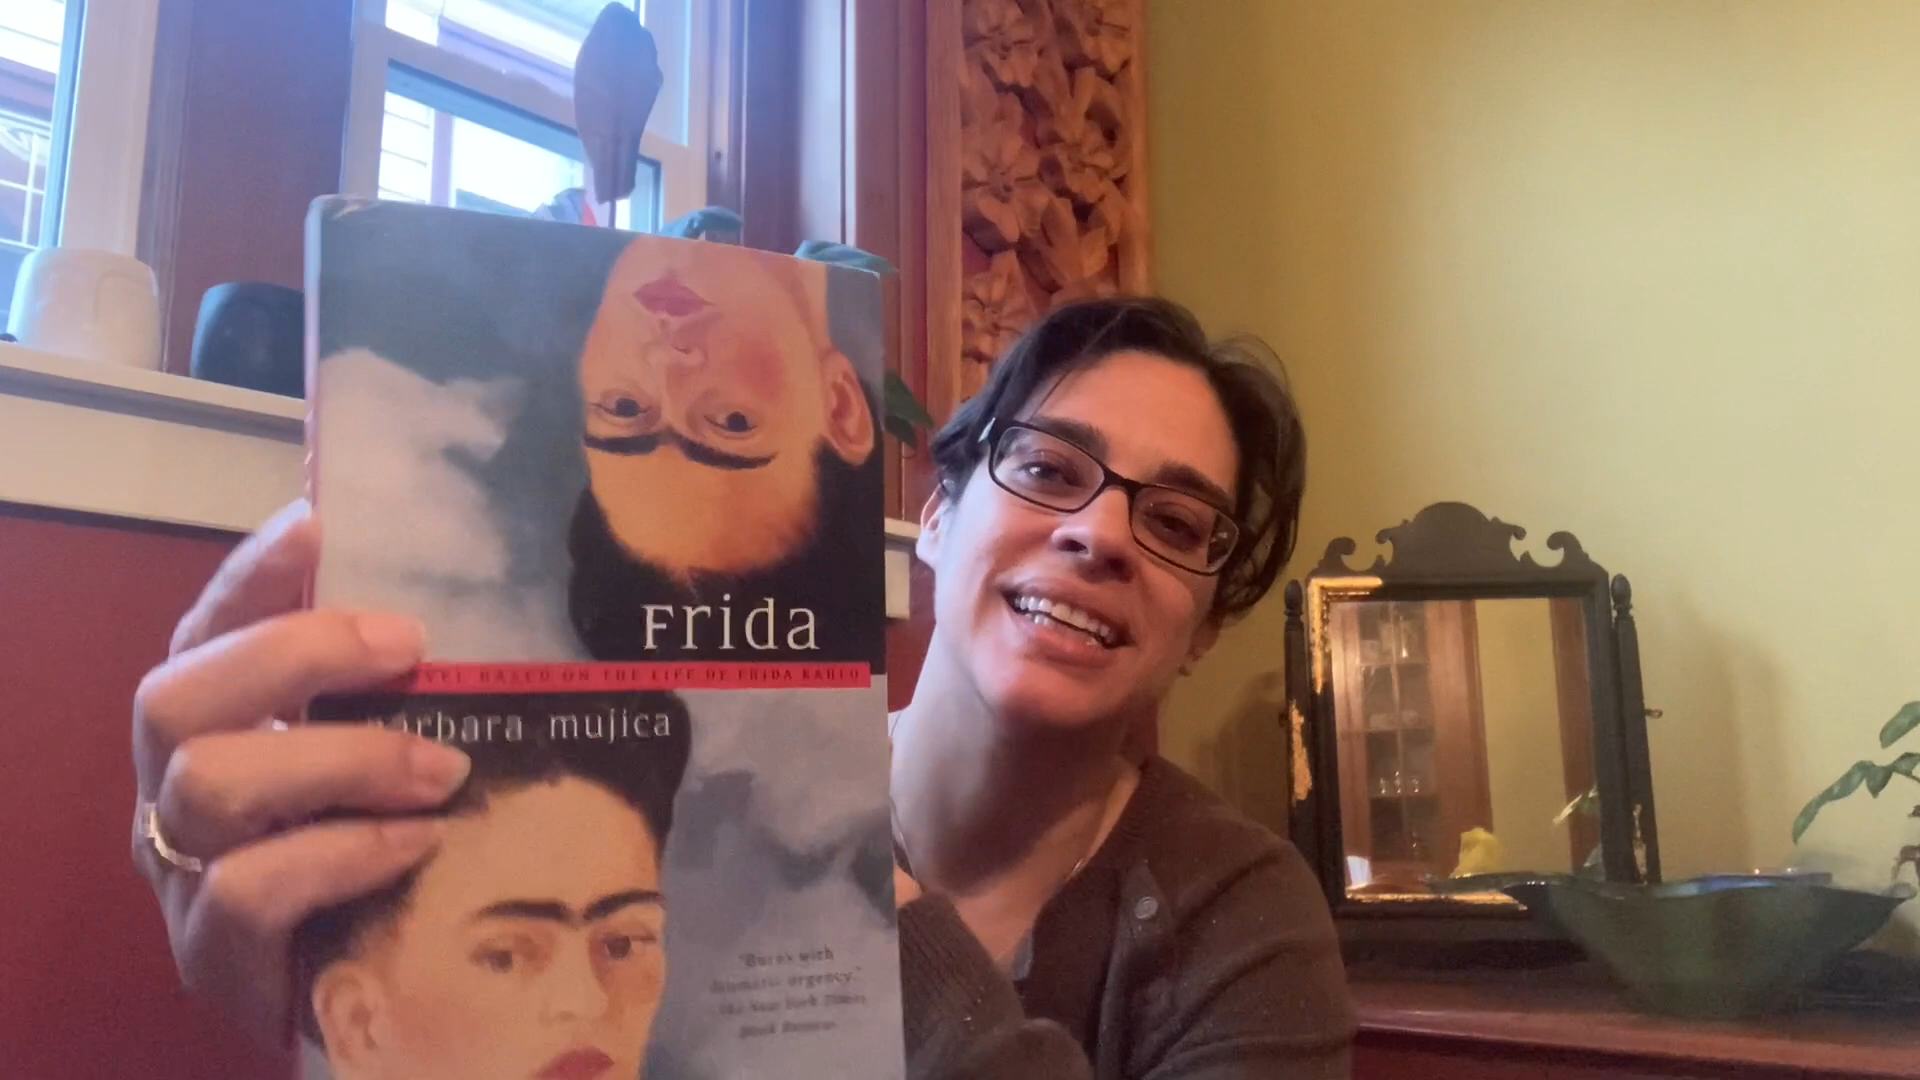 Frida
BASED ON THE LIFE OF FRIDA KAHLO
bárbara mujica
"Burns with
dramatic urgency."
The New York Times
Book Review